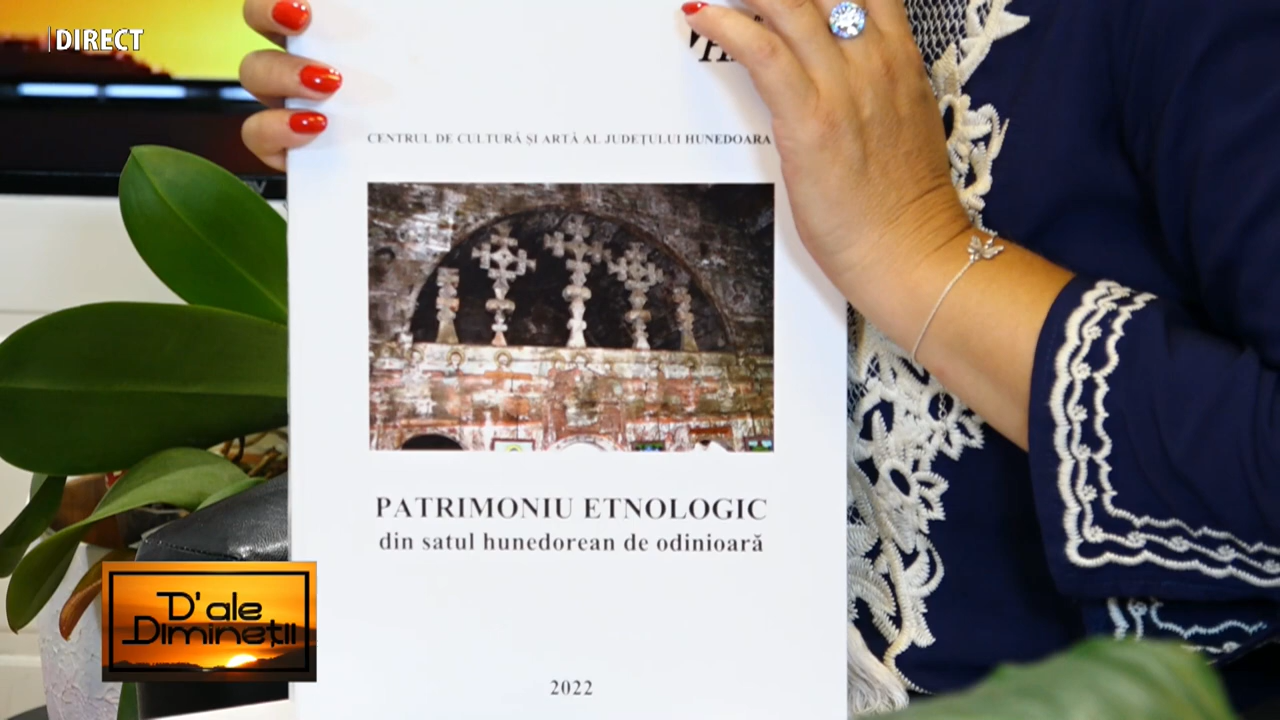 DIRECT
CENTRUL DE CULTURĂ ȘI ARTĂ AL JUDEȚULUI HUNEDOARA
PATRIMONIU ETNOLOGIC
din satul hunedorean de odinioară
D'ale
Dimineții
2022